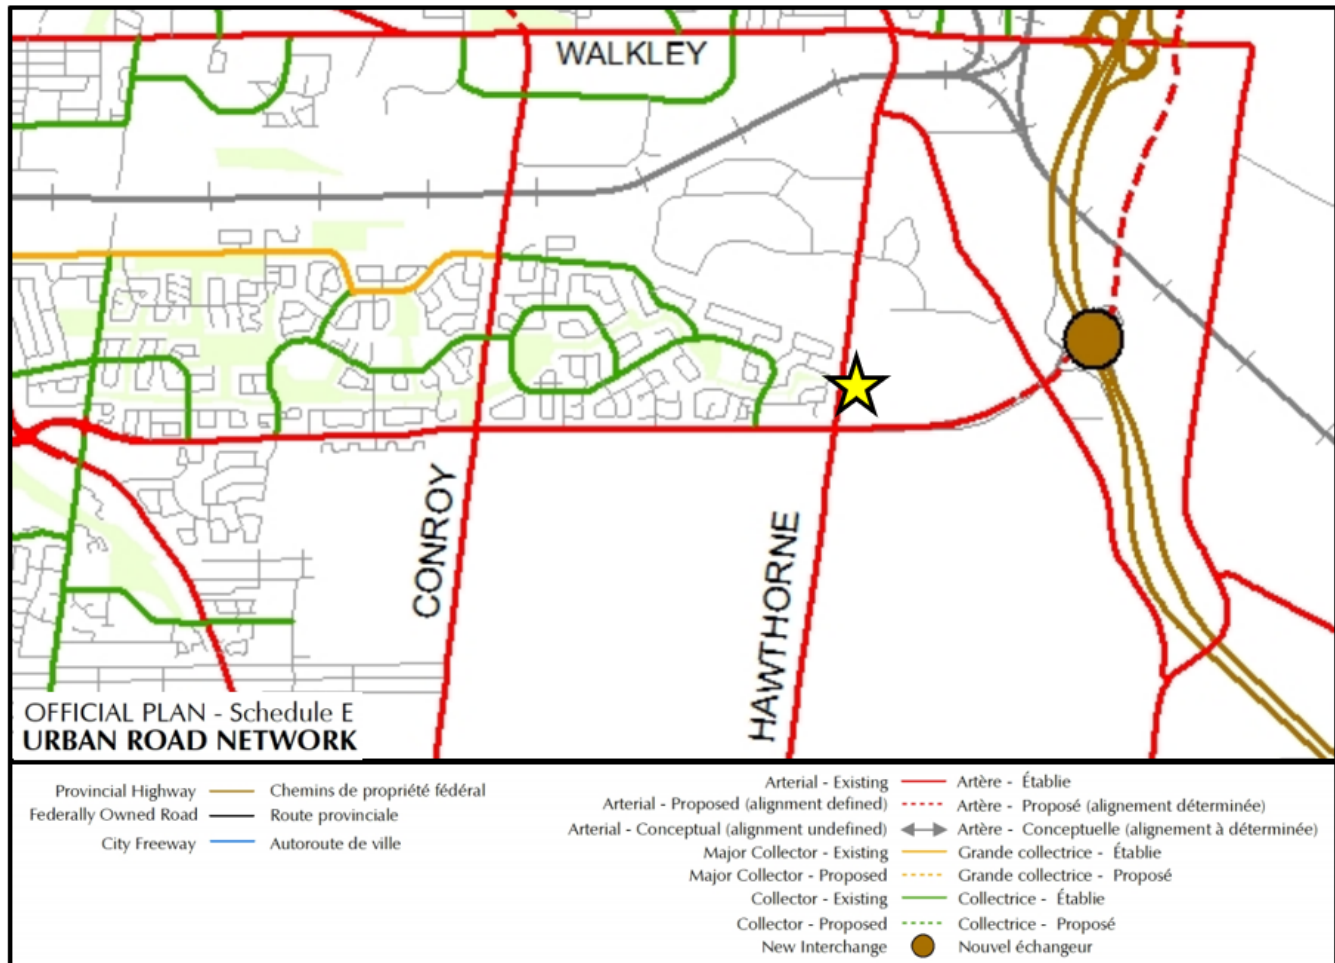 WALKLEY
CONROY
HAWTHORNE
OFFICIAL PLAN - Schedule E
URBAN ROAD NETWORK
Provincial Highway Chemins de propriété fédéral
Federally Owned Road Route provinciale
City Freeway Autoroute de ville
Arterial - Existing Artère - Établie
Arterial - Proposed (alignment defined) Artère - Proposé (alignement déterminée)
Arterial - Conceptual (alignment undefined) Artère - Conceptuelle (alignement à déterminée)
Major Collector - Existing Grande collectrice - Établie
Major Collector - Proposed Grande collectrice - Proposé
Collector - Existing Collectrice - Établie
Collector - Proposed Collectrice - Proposé
New Interchange Nouvel échangeur